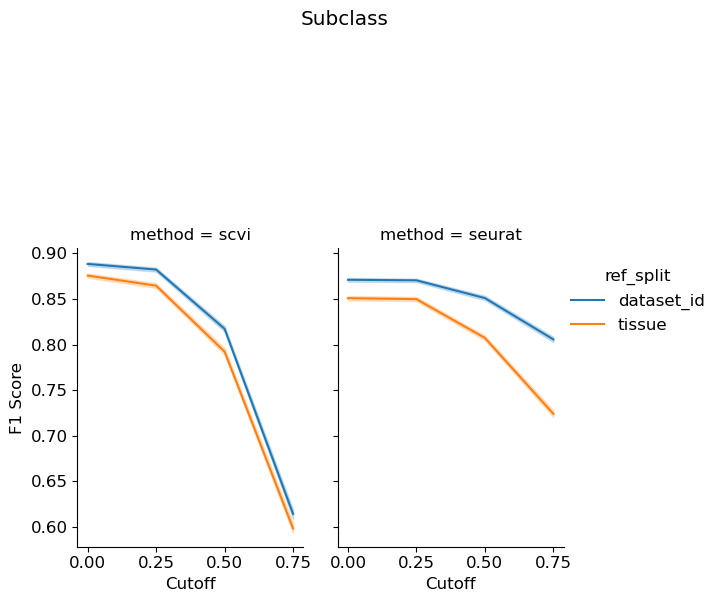 Subclass
method = scvi
method = seurat
F1 Score
0.90
0.85
0.80
0.75
0.70
0.65
0.60
0.00 0.25 0.50 0.75
Cutoff
0.00 0.25 0.50 0.75
Cutoff
ref_split
dataset_id
tissue